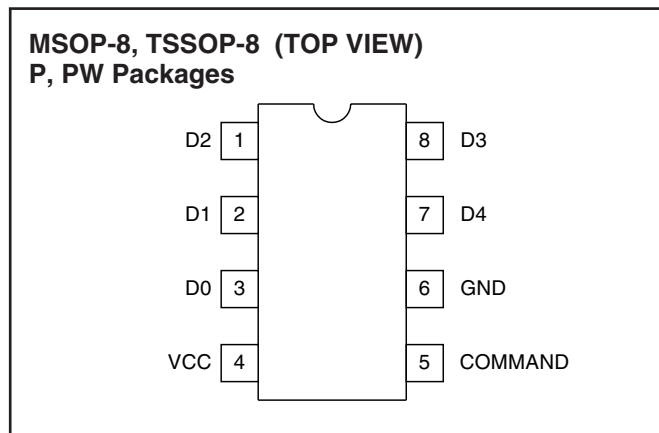 MSOP-8, TSSOP-8 (TOP VIEW)
P, PW Packages
D2 1 8 D3
D1 2 7 D4
D0 3 6 GND
VCC 4 5 COMMAND